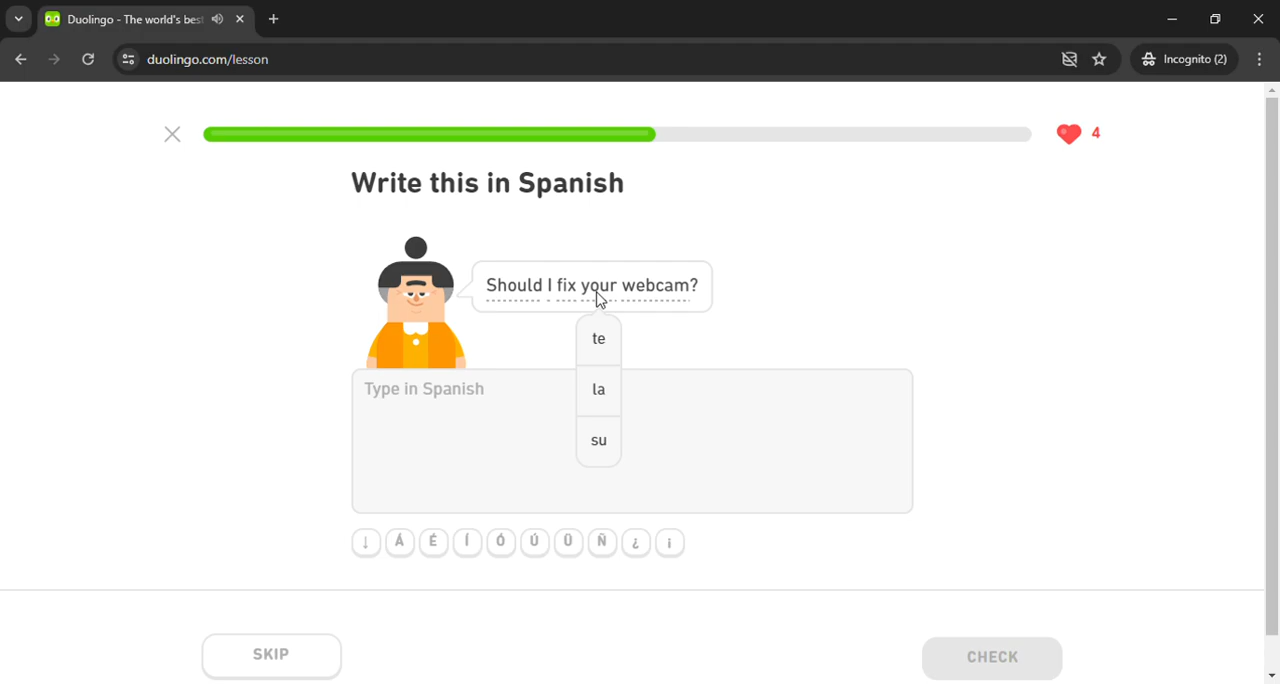 Duolingo - The world's bes
duolingo.com/lesson
Incognito (2)
4
Write this in Spanish
Should I fix your webcam?
te
la
su
Type in Spanish
↓ Á É Í Ó Ú Ü Ñ ¿ ¡
SKIP
CHECK